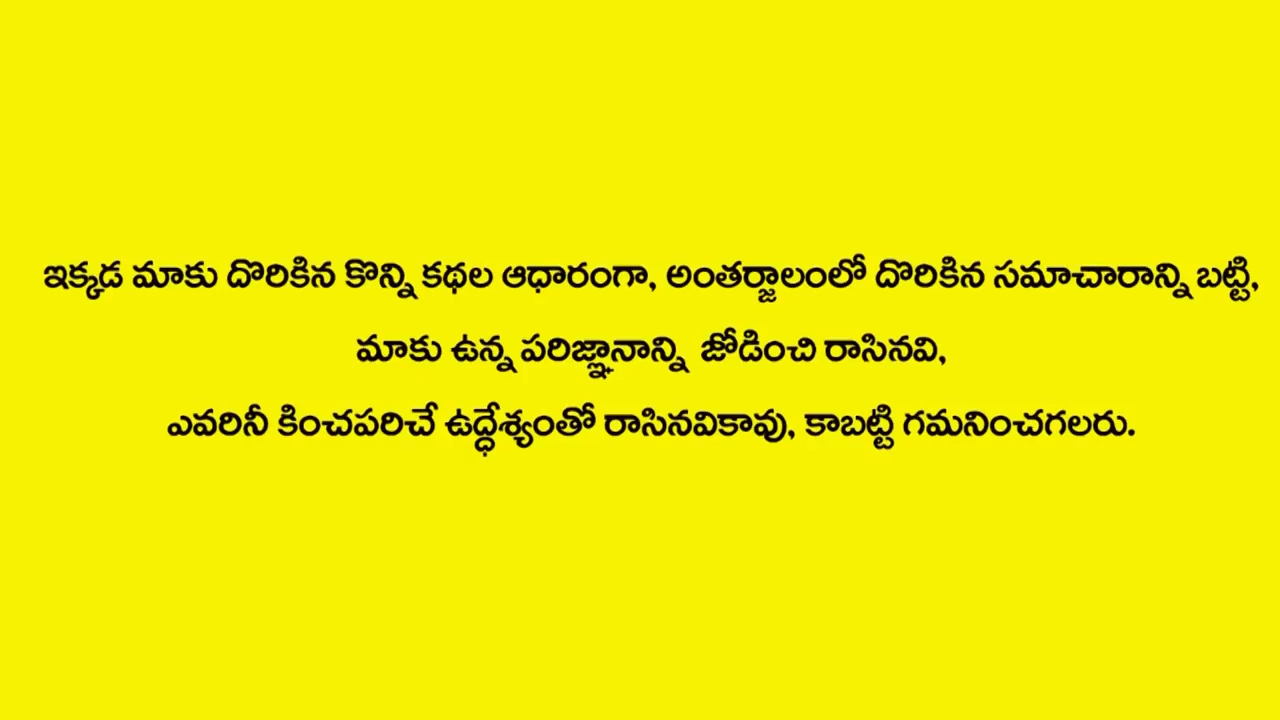 ఇక్కడ మాకు దొరికిన కొన్ని కథల ఆధారంగా, అంతర్జాలంలో దొరికిన సమాచారాన్ని బట్టి,
మాకు ఉన్న పరిజ్ఞానాన్ని జోడించి రాసినవి,
ఎవరినీ కించపరిచే ఉద్ధేశ్యంతో రాసినవికావు, కాబట్టి గమనించగలరు.